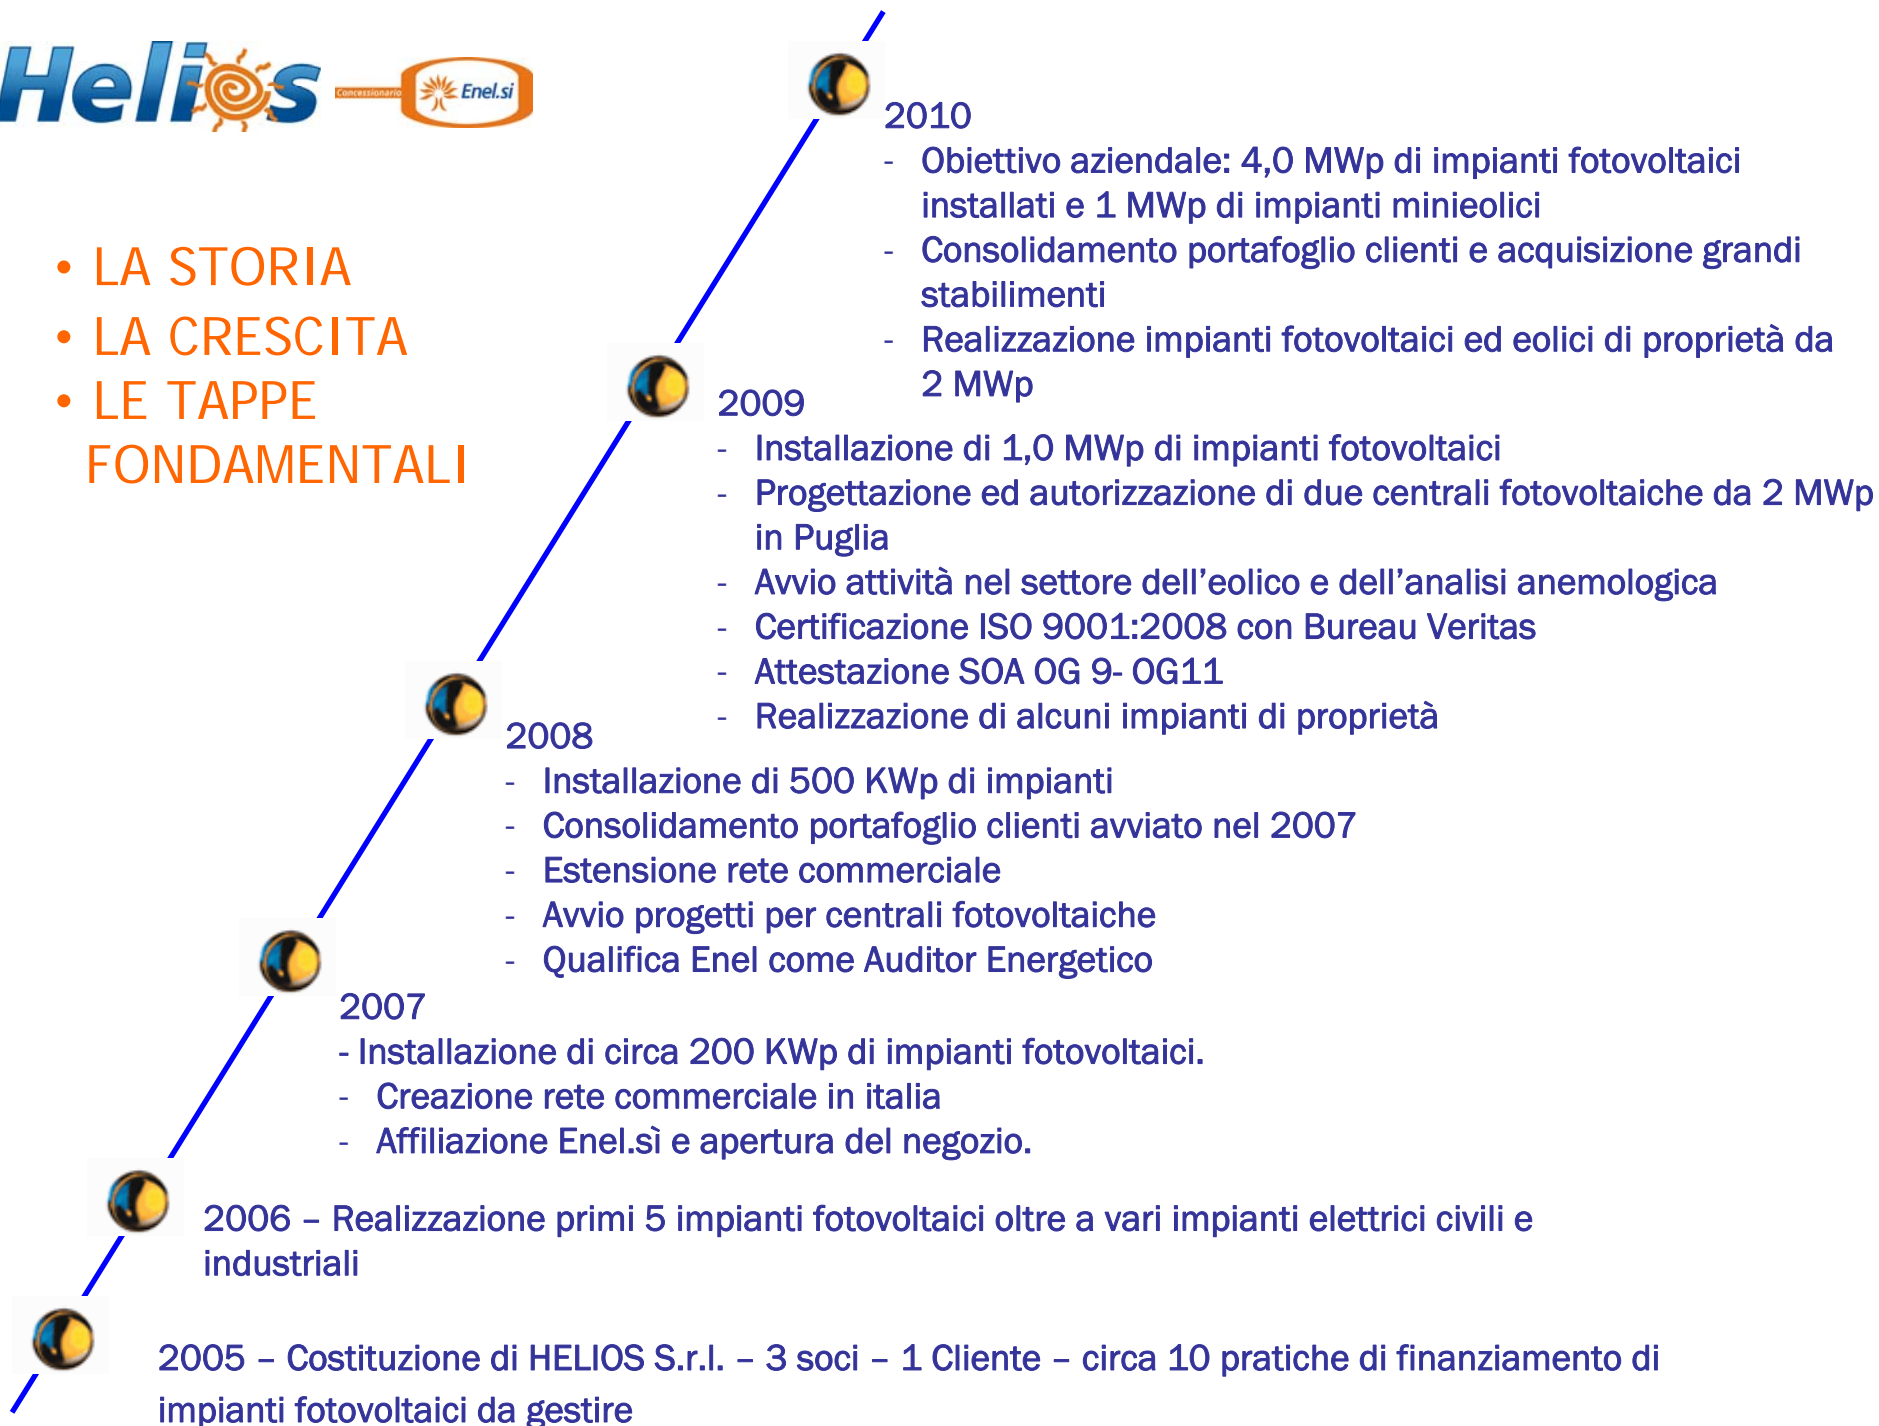 Helios
Concessionario
Enel.si
• LA STORIA
• LA CRESCITA
• LE TAPPE
FONDAMENTALI
2010
- Obiettivo aziendale: 4,0 MWp di impianti fotovoltaici
installati e 1 MWp di impianti minieolici
- Consolidamento portafoglio clienti e acquisizione grandi
stabilimenti
- Realizzazione impianti fotovoltaici ed eolici di proprietà da
2 MWp
2009
- Installazione di 1,0 MWp di impianti fotovoltaici
- Progettazione ed autorizzazione di due centrali fotovoltaiche da 2 MWp
in Puglia
- Avvio attività nel settore dell’eolico e dell’analisi anemologica
- Certificazione ISO 9001:2008 con Bureau Veritas
- Attestazione SOA OG 9- OG11
- Realizzazione di alcuni impianti di proprietà
2008
- Installazione di 500 KWp di impianti
- Consolidamento portafoglio clienti avviato nel 2007
- Estensione rete commerciale
- Avvio progetti per centrali fotovoltaiche
- Qualifica Enel come Auditor Energetico
2007
- Installazione di circa 200 KWp di impianti fotovoltaici.
- Creazione rete commerciale in italia
- Affiliazione Enel.sì e apertura del negozio.
2006 – Realizzazione primi 5 impianti fotovoltaici oltre a vari impianti elettrici civili e
industriali
2005 – Costituzione di HELIOS S.r.l. – 3 soci – 1 Cliente – circa 10 pratiche di finanziamento di
impianti fotovoltaici da gestire